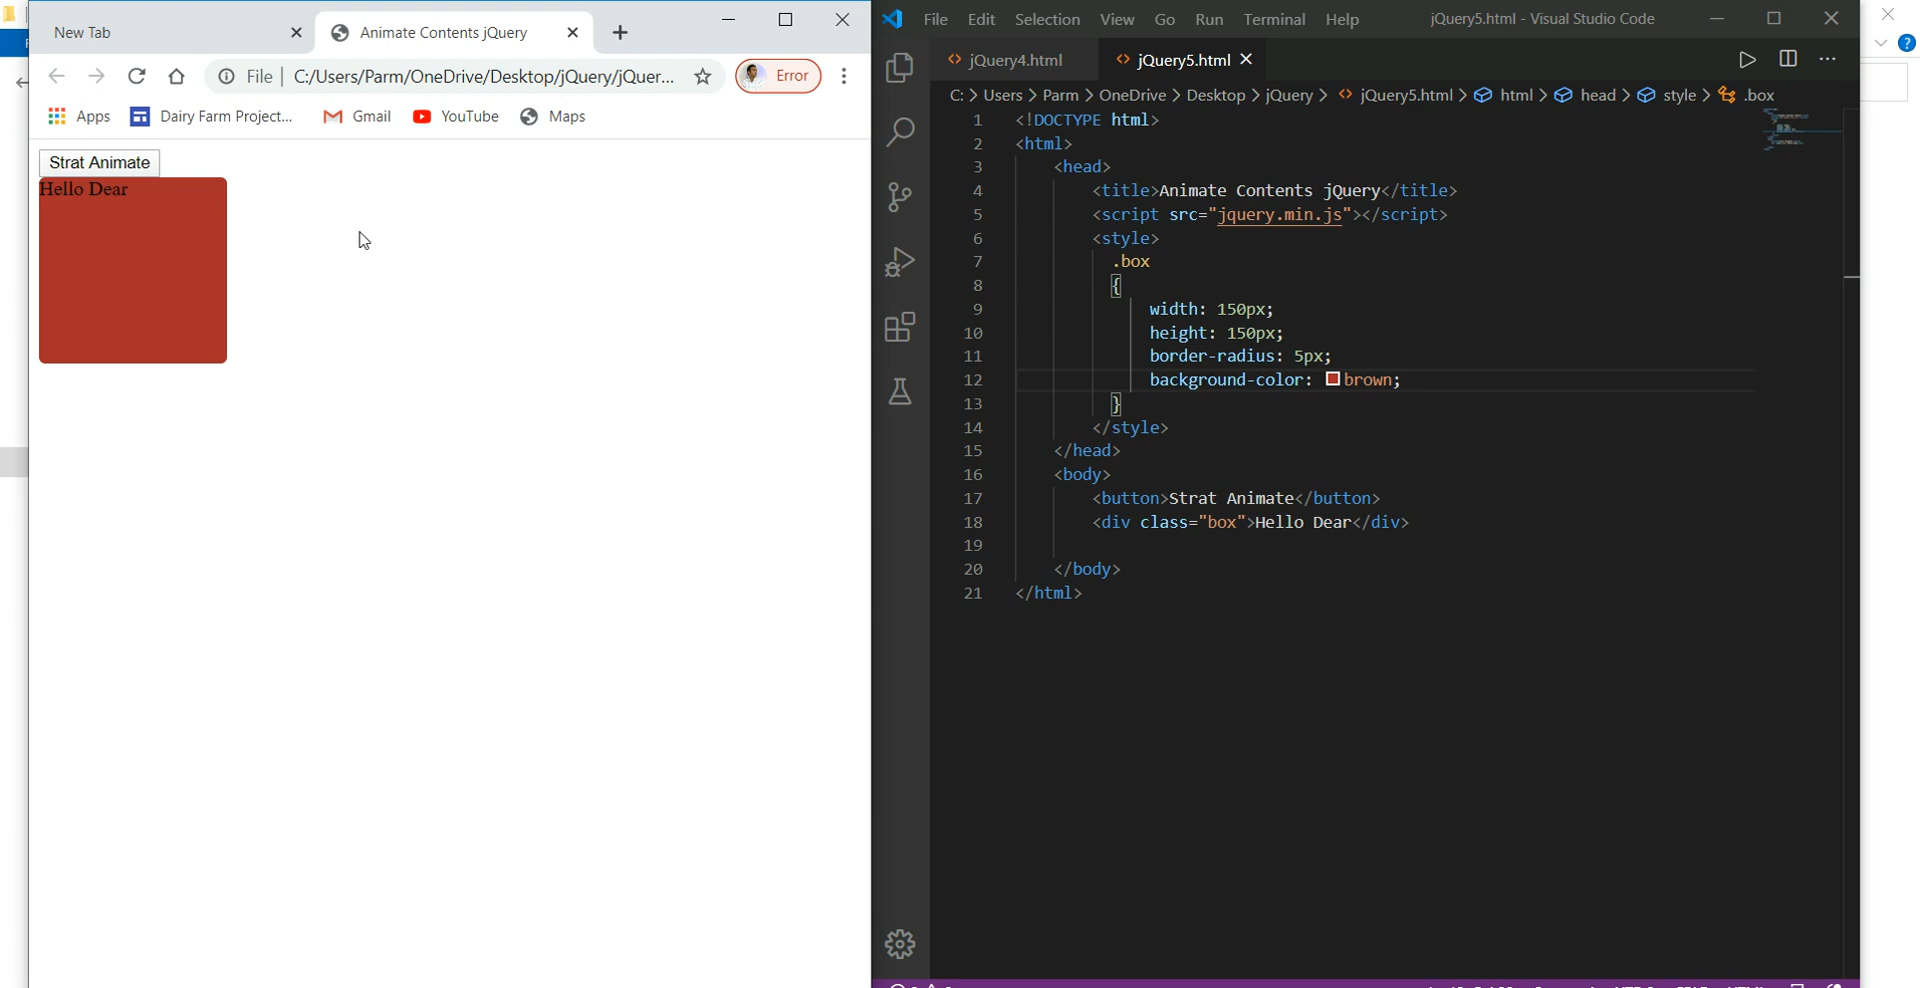 New Tab
Animate Contents jQuery
File
C:/Users/Parm/OneDrive/Desktop/jQuery/jQuer...
Error
Apps
Dairy Farm Project...
Gmail
YouTube
Maps
Strat Animate
Hello Dear
File Edit Selection View Go Run Terminal Help
jQuery5.html - Visual Studio Code
jQuery4.html
jQuery5.html
C: > Users > Parm > OneDrive > Desktop > jQuery > jQuery5.html > html > head > style > .box
1 <!DOCTYPE html>
2 <html>
3 <head>
4 <title>Animate Contents jQuery</title>
5 <script src="jquery.min.js"></script>
6 <style>
7 .box
8 {
9 width: 150px;
10 height: 150px;
11 border-radius: 5px;
12 background-color: brown;
13 }
14 </style>
15 </head>
16 <body>
17 <button>Strat Animate</button>
18 <div class="box">Hello Dear</div>
19
20 </body>
21 </html>